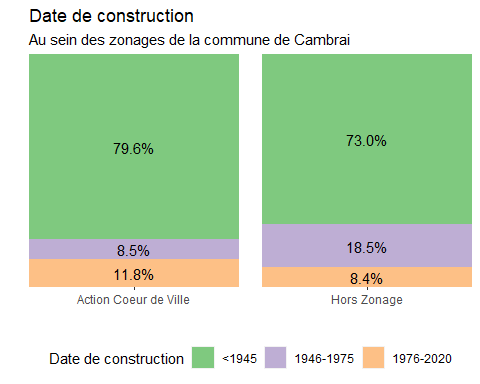 Date de construction
Au sein des zonages de la commune de Cambrai
79.6%
73.0%
8.5%
18.5%
11.8%
8.4%
Action Coeur de Ville
Hors Zonage
Date de construction <1945 1946-1975 1976-2020